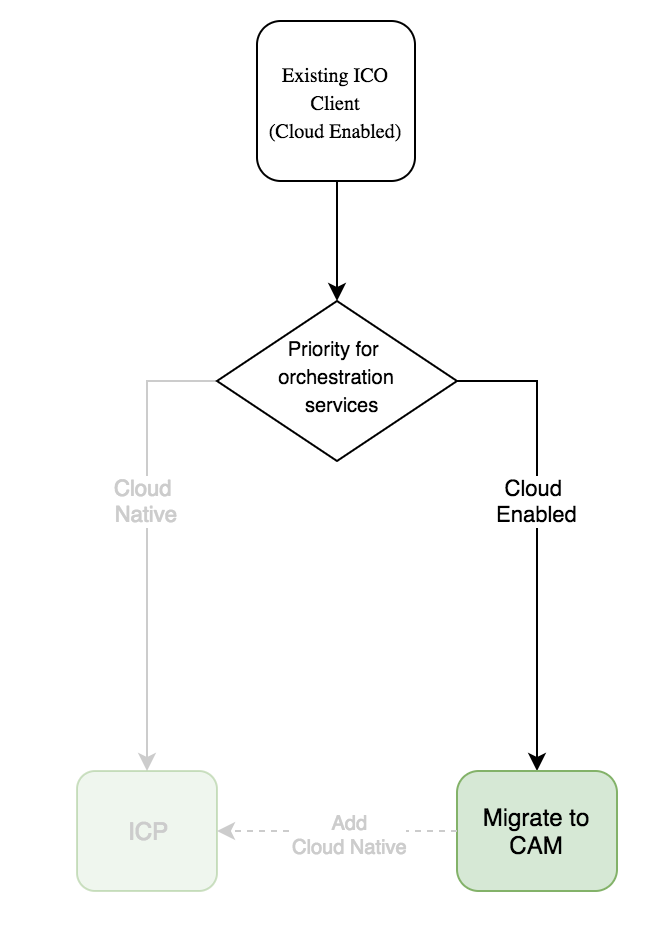 Existing ICO
Client
(Cloud Enabled)
Priority for
orchestration
services
Cloud
Native
Cloud
Enabled
ICP
Add
Cloud Native
Migrate to
CAM